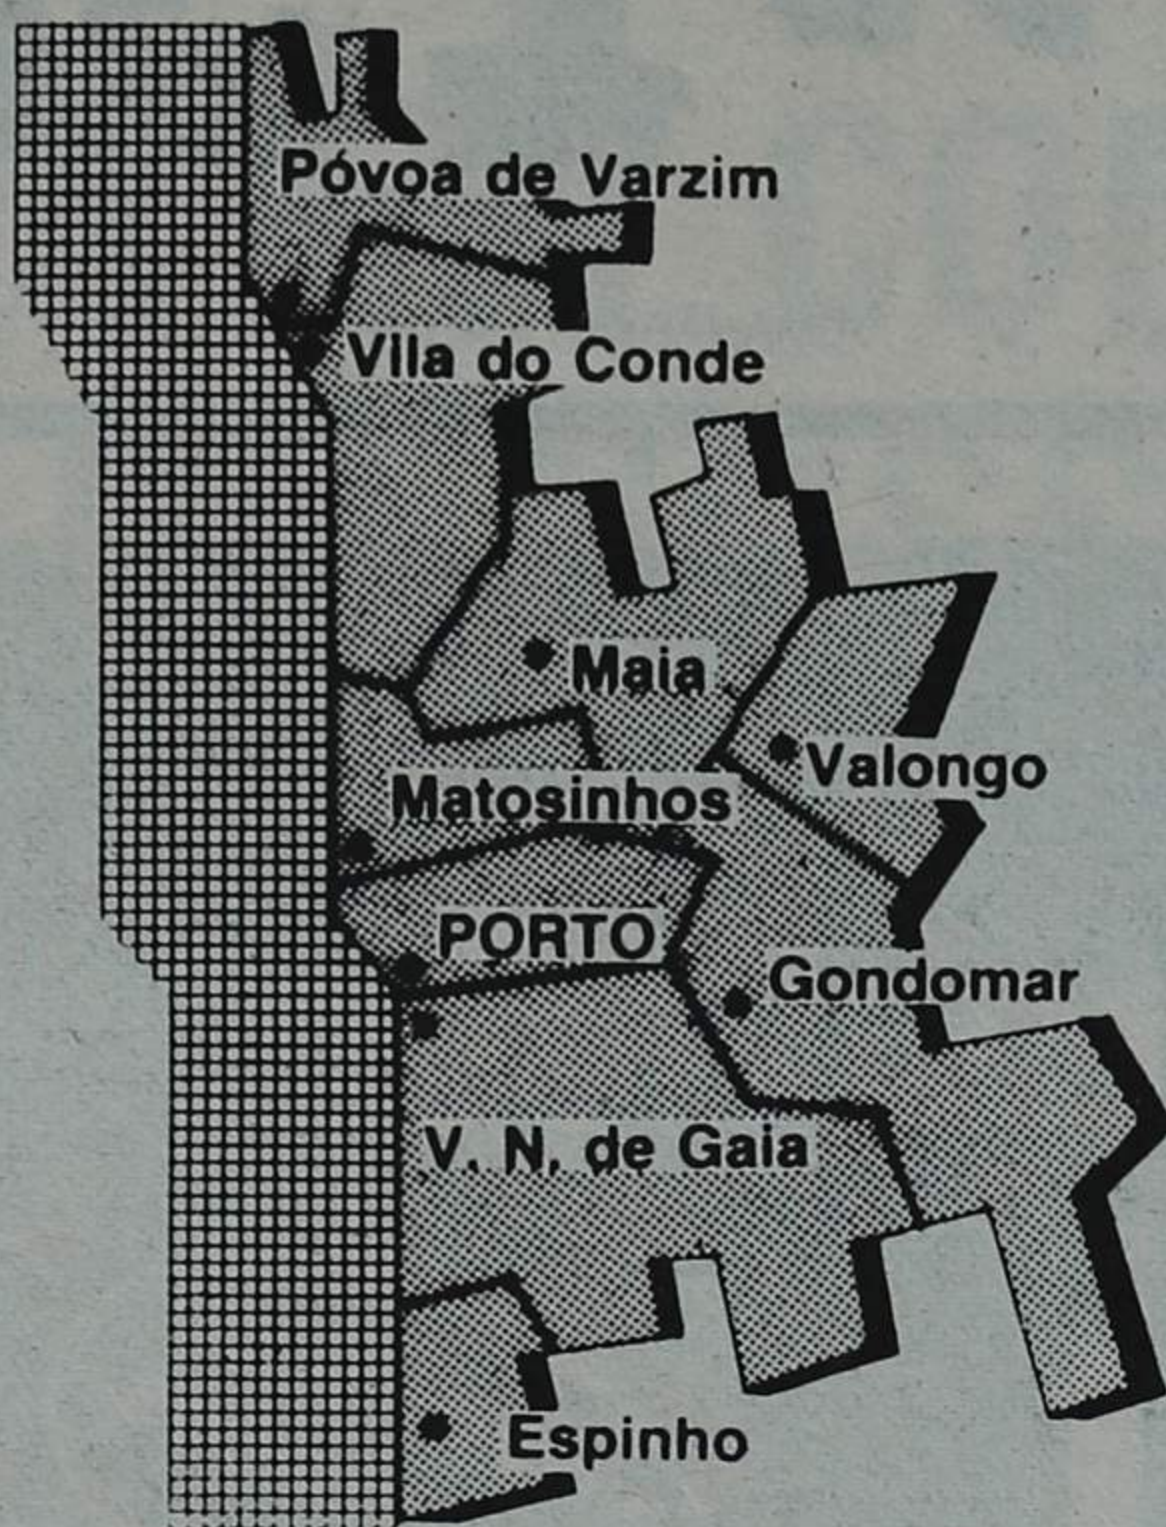 Póvoa de Varzim
Vila do Conde
Maia
Valongo
Matosinhos
PORTO
Gondomar
V. N. de Gaia
Espinho